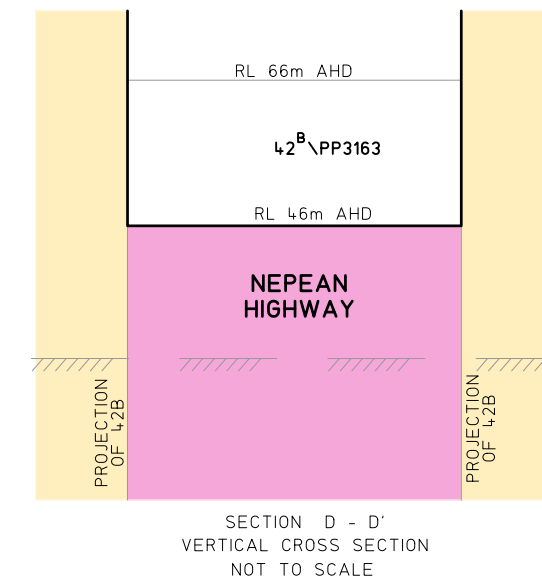 RL 66m AHD
42B\PP3163
RL 46m AHD
NEPEAN
HIGHWAY
PROJECTION
OF 42B
PROJECTION
OF 42B
SECTION D - D'
VERTICAL CROSS SECTION
NOT TO SCALE